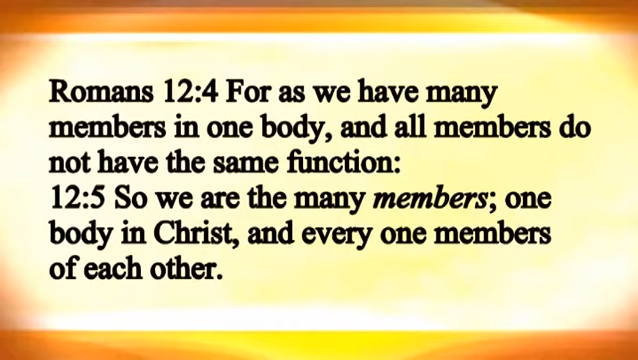 Romans 12:4 For as we have many
members in one body, and all members do
not have the same function:
12:5 So we are the many members; one
body in Christ, and every one members
of each other.